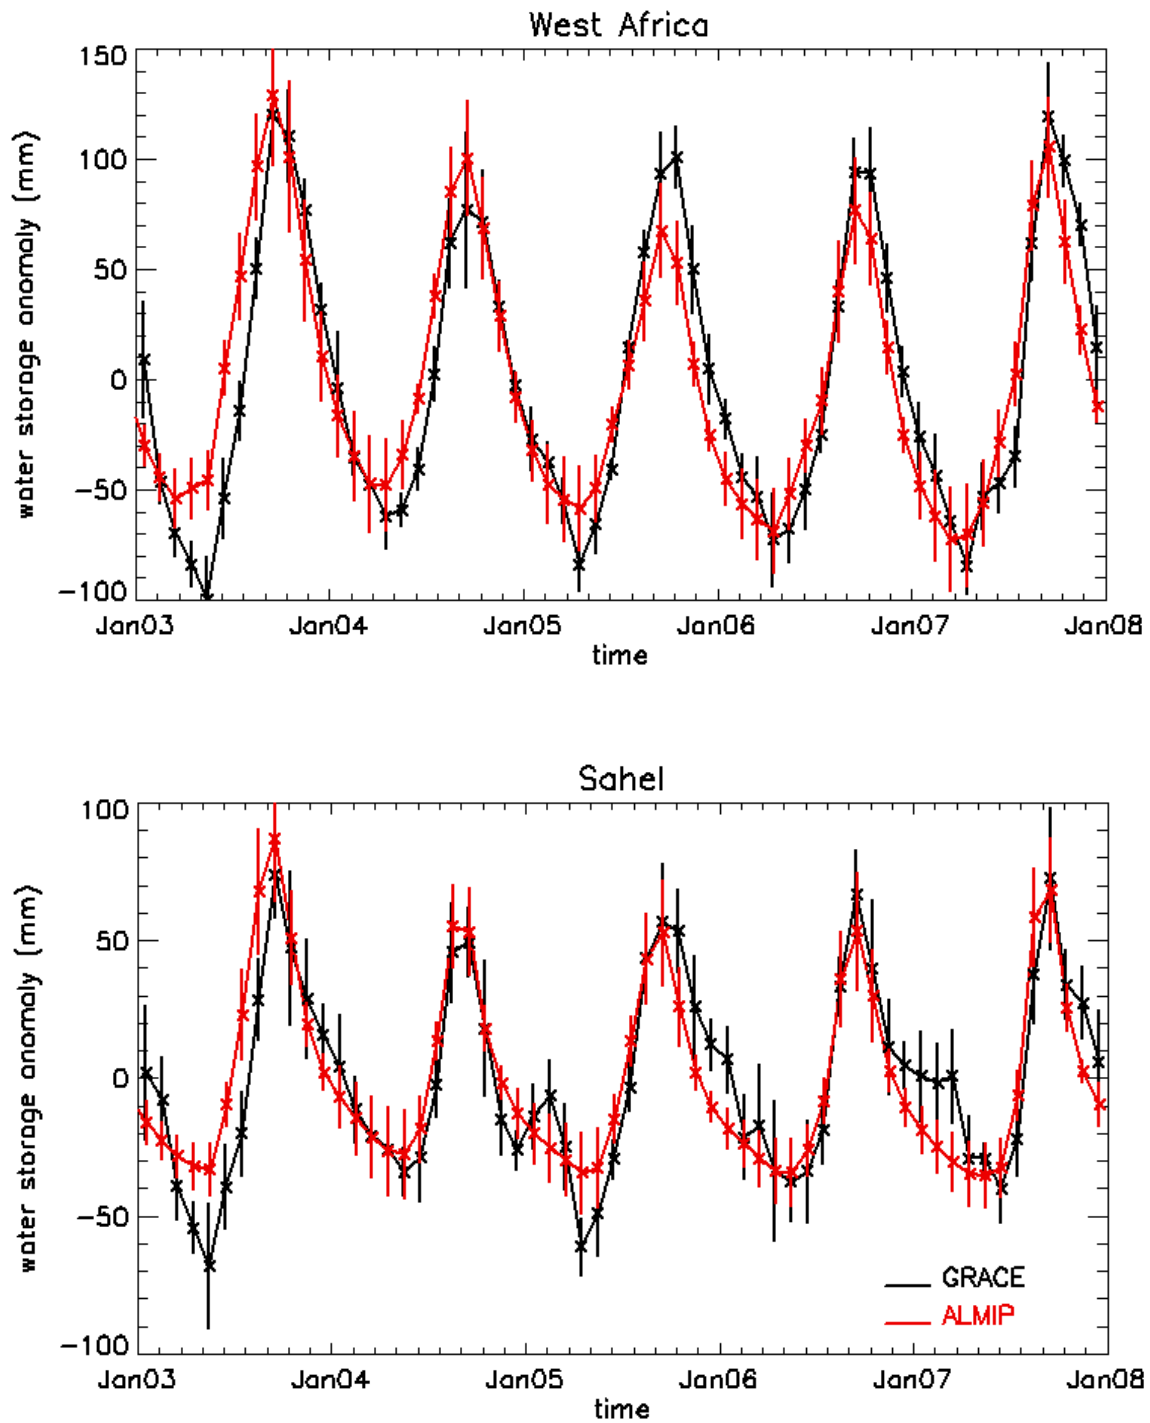 West Africa
150
100
50
0
-50
-100
water storage anomaly (mm)
Jan03 Jan04 Jan05 Jan06 Jan07 Jan08
time
Sahel
100
50
0
-50
-100
water storage anomaly (mm)
GRACE
ALMIP
Jan03 Jan04 Jan05 Jan06 Jan07 Jan08
time